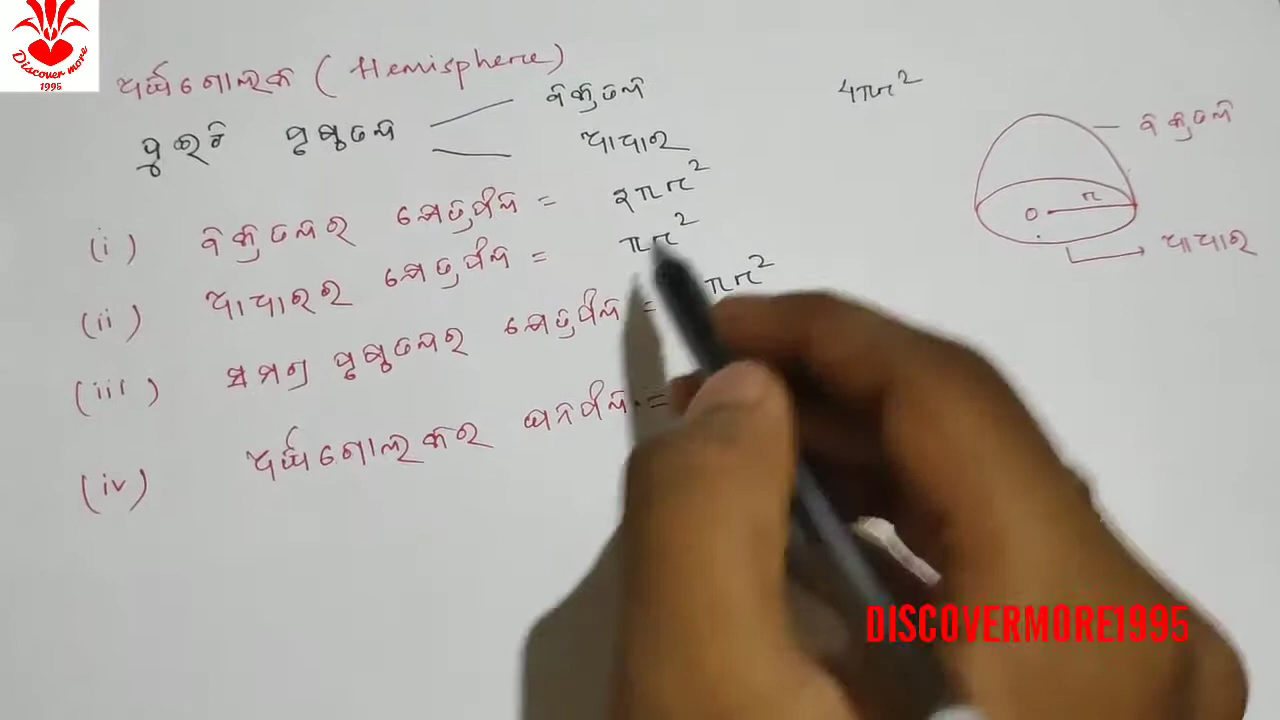 Discover more
1995
ଅର୍ଦ୍ଧଗୋଲକ (Hemisphere)
ଦୁଇଟି ପୃଷ୍ଠତଳ
ବକ୍ରତଳ
ଆଧାର
4πr²
ବକ୍ରତଳ
r
O
ଆଧାର
(i) ବକ୍ରତଳର କ୍ଷେତ୍ରଫଳ = 2πr²
(ii) ଆଧାରର କ୍ଷେତ୍ରଫଳ = πr²
(iii) ସମଗ୍ର ପୃଷ୍ଠତଳର କ୍ଷେତ୍ରଫଳ = πr²
(iv) ଅର୍ଦ୍ଧଗୋଲକର ଘନଫଳ =
DISCOVERMORE1995